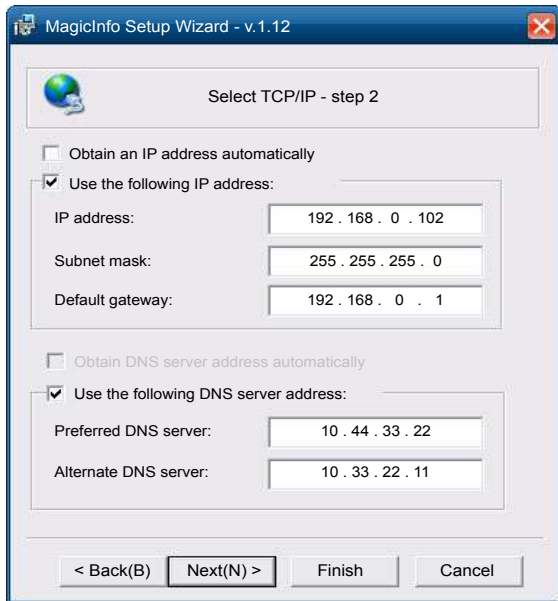 MagicInfo Setup Wizard - v.1.12
Select TCP/IP - step 2
Obtain an IP address automatically
Use the following IP address:
IP address: 192 . 168 . 0 . 102
Subnet mask: 255 . 255 . 255 . 0
Default gateway: 192 . 168 . 0 . 1
Obtain DNS server address automatically
Use the following DNS server address:
Preferred DNS server: 10 . 44 . 33 . 22
Alternate DNS server: 10 . 33 . 22 . 11
< Back(B) Next(N) > Finish Cancel